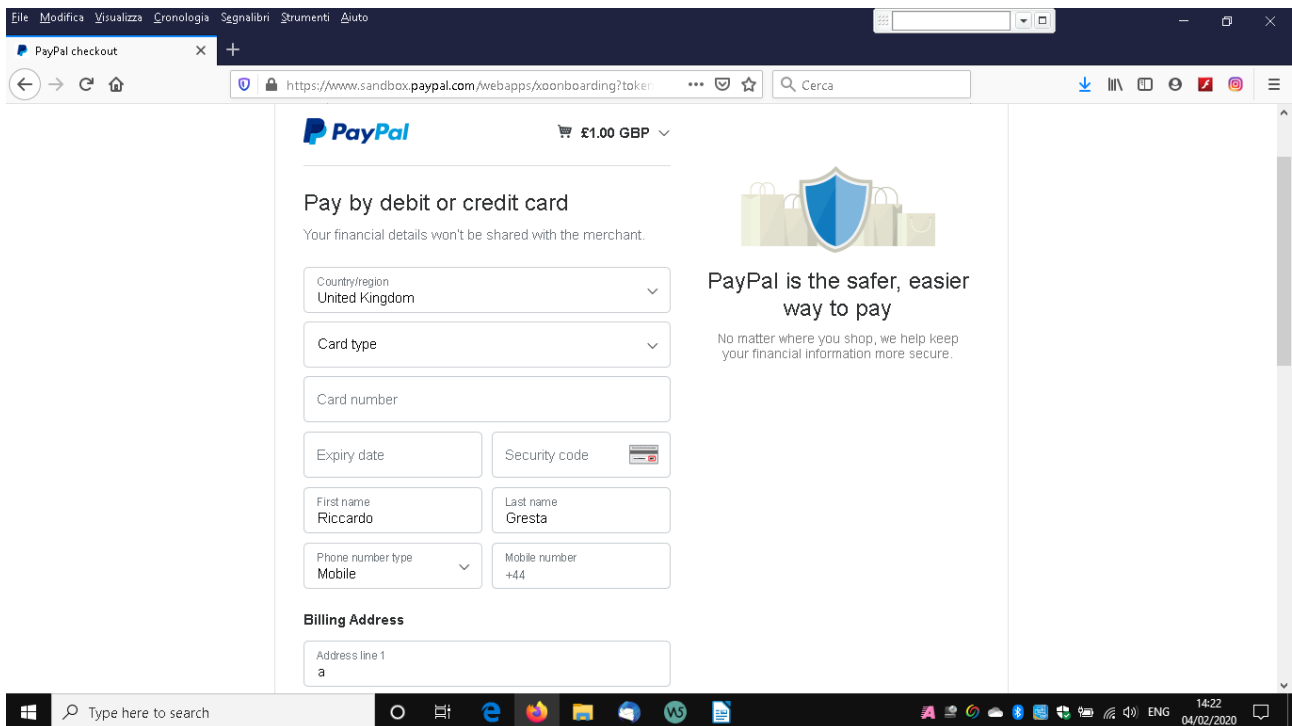 File Modifica Visualizza Cronologia Segnalibri Strumenti Aiuto
PayPal checkout
https://www.sandbox.paypal.com/webapps/xoonboarding?token
Cerca
PayPal
£1.00 GBP
Pay by debit or credit card
Your financial details won't be shared with the merchant.
Country/region
United Kingdom
Card type
Card number
Expiry date
Security code
First name
Riccardo
Last name
Gresta
Phone number type
Mobile
Mobile number
+44
Billing Address
Address line 1
a
PayPal is the safer, easier
way to pay
No matter where you shop, we help keep
your financial information more secure.
Type here to search
ENG
14:22
04/02/2020